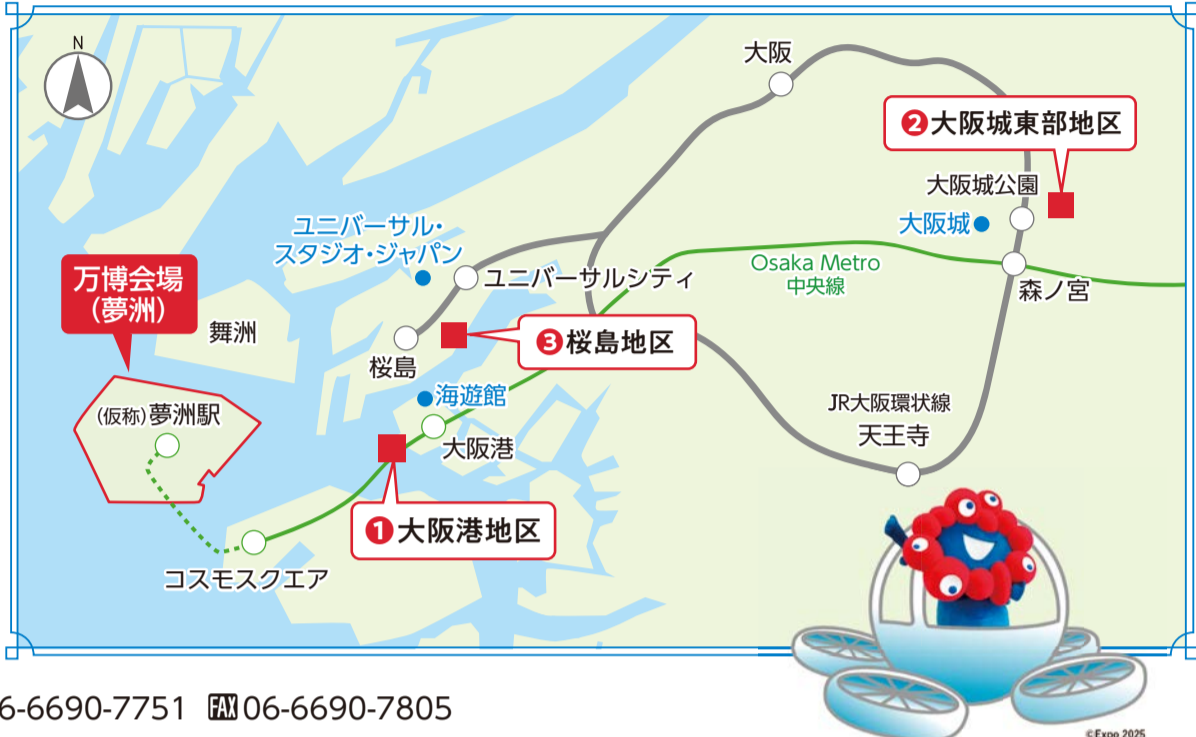 N
大阪
❷大阪城東部地区
大阪城公園
大阪城
ユニバーサル・
スタジオ・ジャパン
Osaka Metro
中央線
森ノ宮
ユニバーサルシティ
万博会場
(夢洲)
舞洲
❸桜島地区
桜島
海遊館
(仮称)夢洲駅
JR大阪環状線
天王寺
大阪港
❶大阪港地区
コスモスクエア
6-6690-7751 FAX 06-6690-7805
©Expo 2025